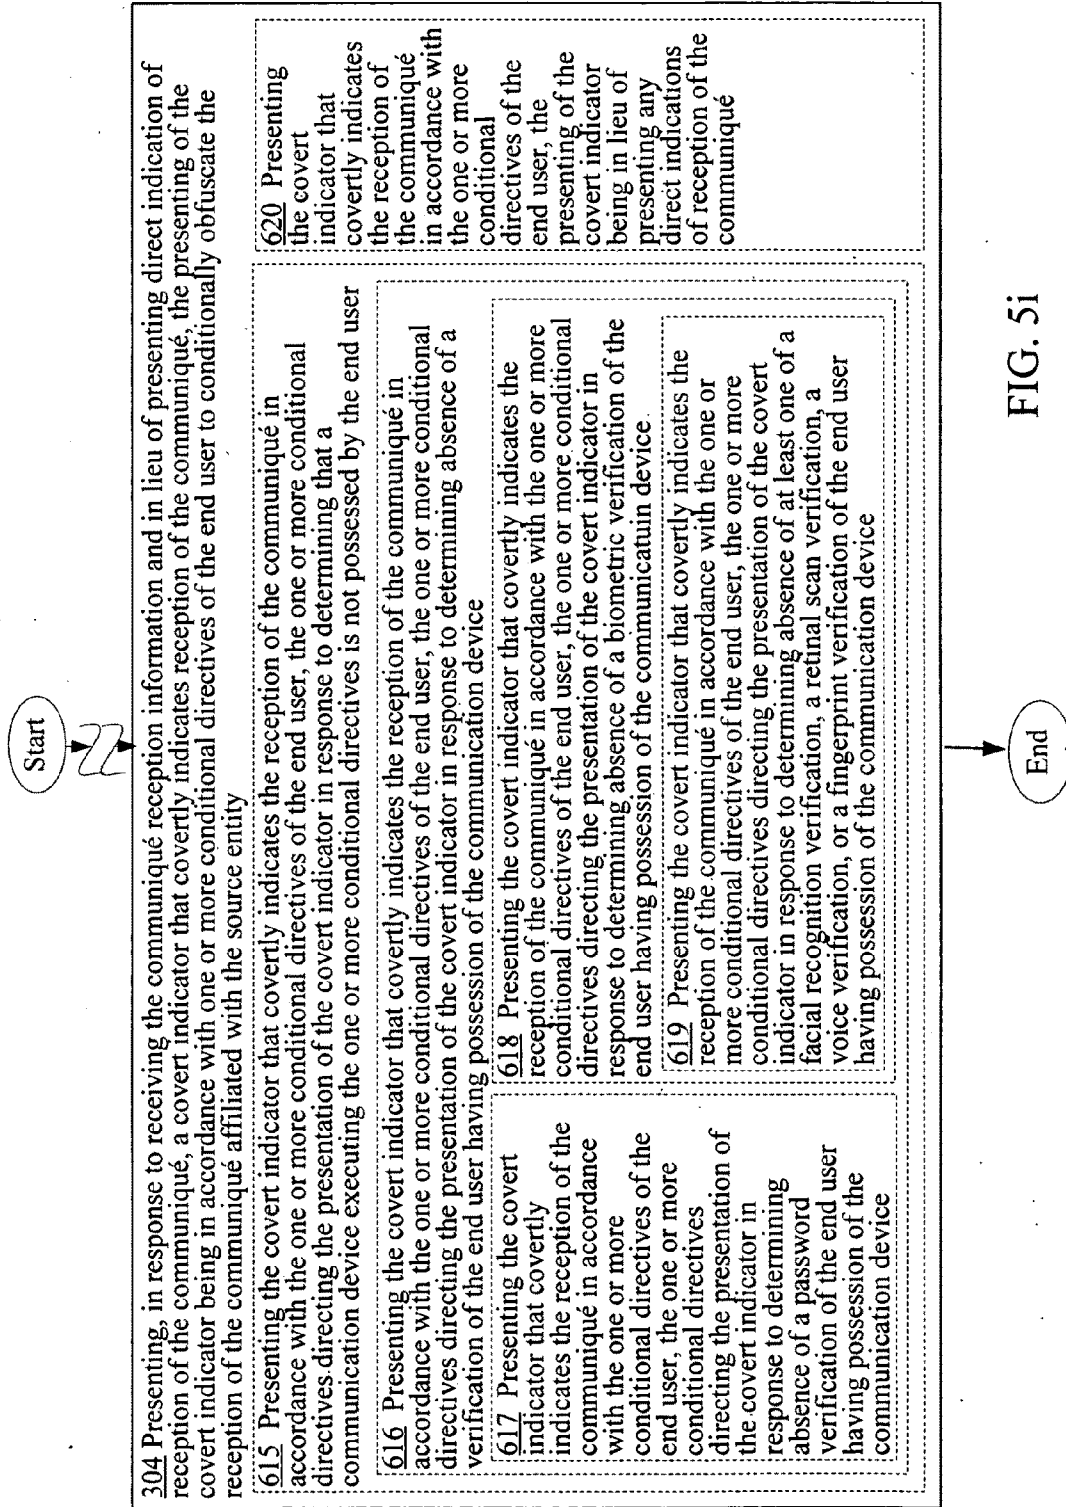 Start
304 Presenting, in response to receiving the communiqué reception information and in lieu of presenting direct indication of
reception of the communiqué, a covert indicator that covertly indicates reception of the communiqué, the presenting of the
covert indicator being in accordance with one or more conditional directives of the end user to conditionally obfuscate the
reception of the communiqué affiliated with the source entity
615 Presenting the covert indicator that covertly indicates the reception of the communiqué in
accordance with the one or more conditional directives of the end user, the one or more conditional
directives directing the presentation of the covert indicator in response to determining that a
communication device executing the one or more conditional directives is not possessed by the end user
616 Presenting the covert indicator that covertly indicates the reception of the communiqué in
accordance with the one or more conditional directives of the end user, the one or more conditional
directives directing the presentation of the covert indicator in response to determining absence of a
verification of the end user having possession of the communication device
617 Presenting the covert
indicator that covertly
indicates the reception of the
communiqué in accordance
with the one or more
conditional directives of the
end user, the one or more
conditional directives
directing the presentation of
the covert indicator in
response to determining
absence of a password
verification of the end user
having possession of the
communication device
618 Presenting the covert indicator that covertly indicates the
reception of the communiqué in accordance with the one or more
conditional directives of the end user, the one or more conditional
directives directing the presentation of the covert indicator in
response to determining absence of a biometric verification of the
end user having possession of the communicatuin device
619 Presenting the covert indicator that covertly indicates the
reception of the communiqué in accordance with the one or
more conditional directives of the end user, the one or more
conditional directives directing the presentation of the covert
indicator in response to determining absence of at least one of a
facial recognition verification, a retinal scan verification, a
voice verification, or a fingerprint verification of the end user
having possession of the communication device
620 Presenting
the covert
indicator that
covertly indicates
the reception of
the communiqué
in accordance with
the one or more
conditional
directives of the
end user, the
presenting of the
covert indicator
being in lieu of
presenting any
direct indications
of reception of the
communiqué
End
FIG. 5i